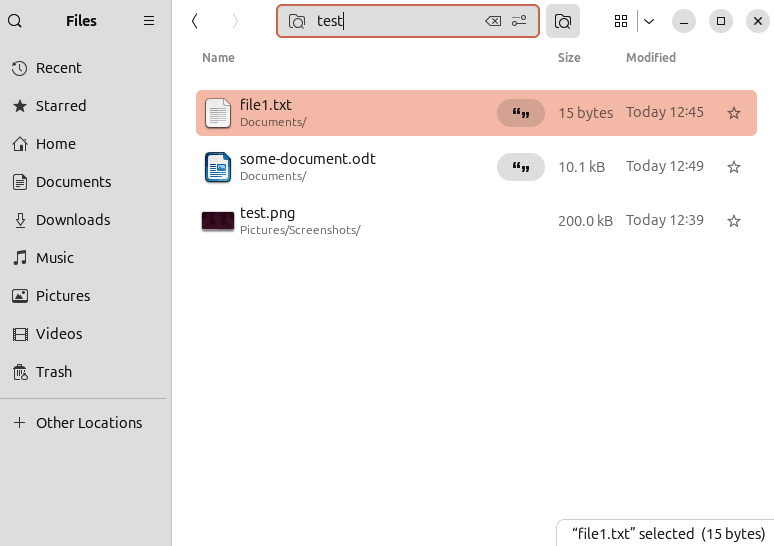 Files
test
Name Size Modified
Recent
Starred
Home
Documents
Downloads
Music
Pictures
Videos
Trash
Other Locations
file1.txt
Documents/
“„ 15 bytes Today 12:45
some-document.odt
Documents/
“„ 10.1 kB Today 12:49
test.png
Pictures/Screenshots/
200.0 kB Today 12:39
“file1.txt” selected (15 bytes)